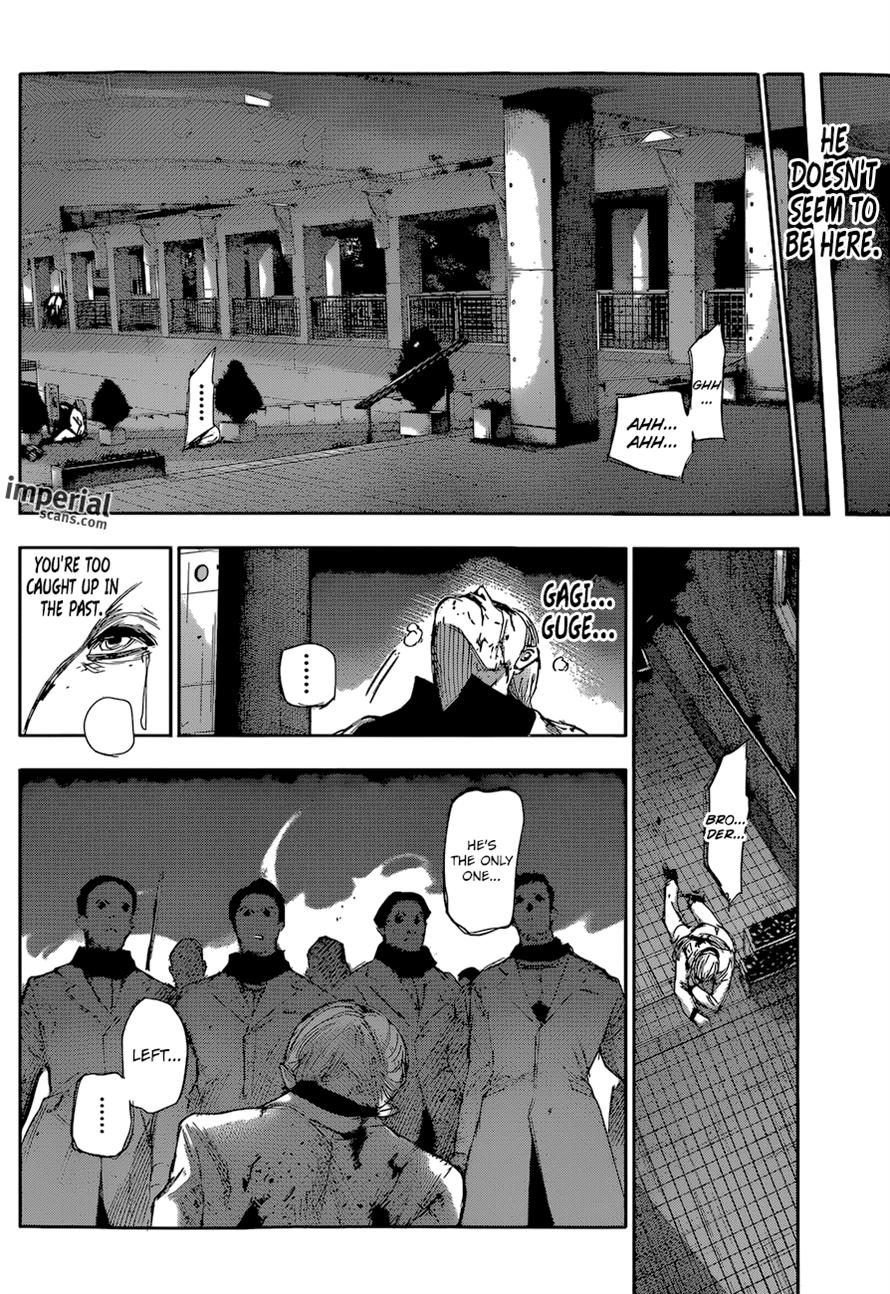 HE
DOESN'T
SEEM TO
BE HERE.
GHH
...
AHH...
AHH...
......
imperial
scans.com
BRO...
DER...
GAGI...
GUGE...
......
YOU'RE TOO
CAUGHT UP IN
THE PAST.
HE'S
THE ONLY
ONE...
LEFT...
......